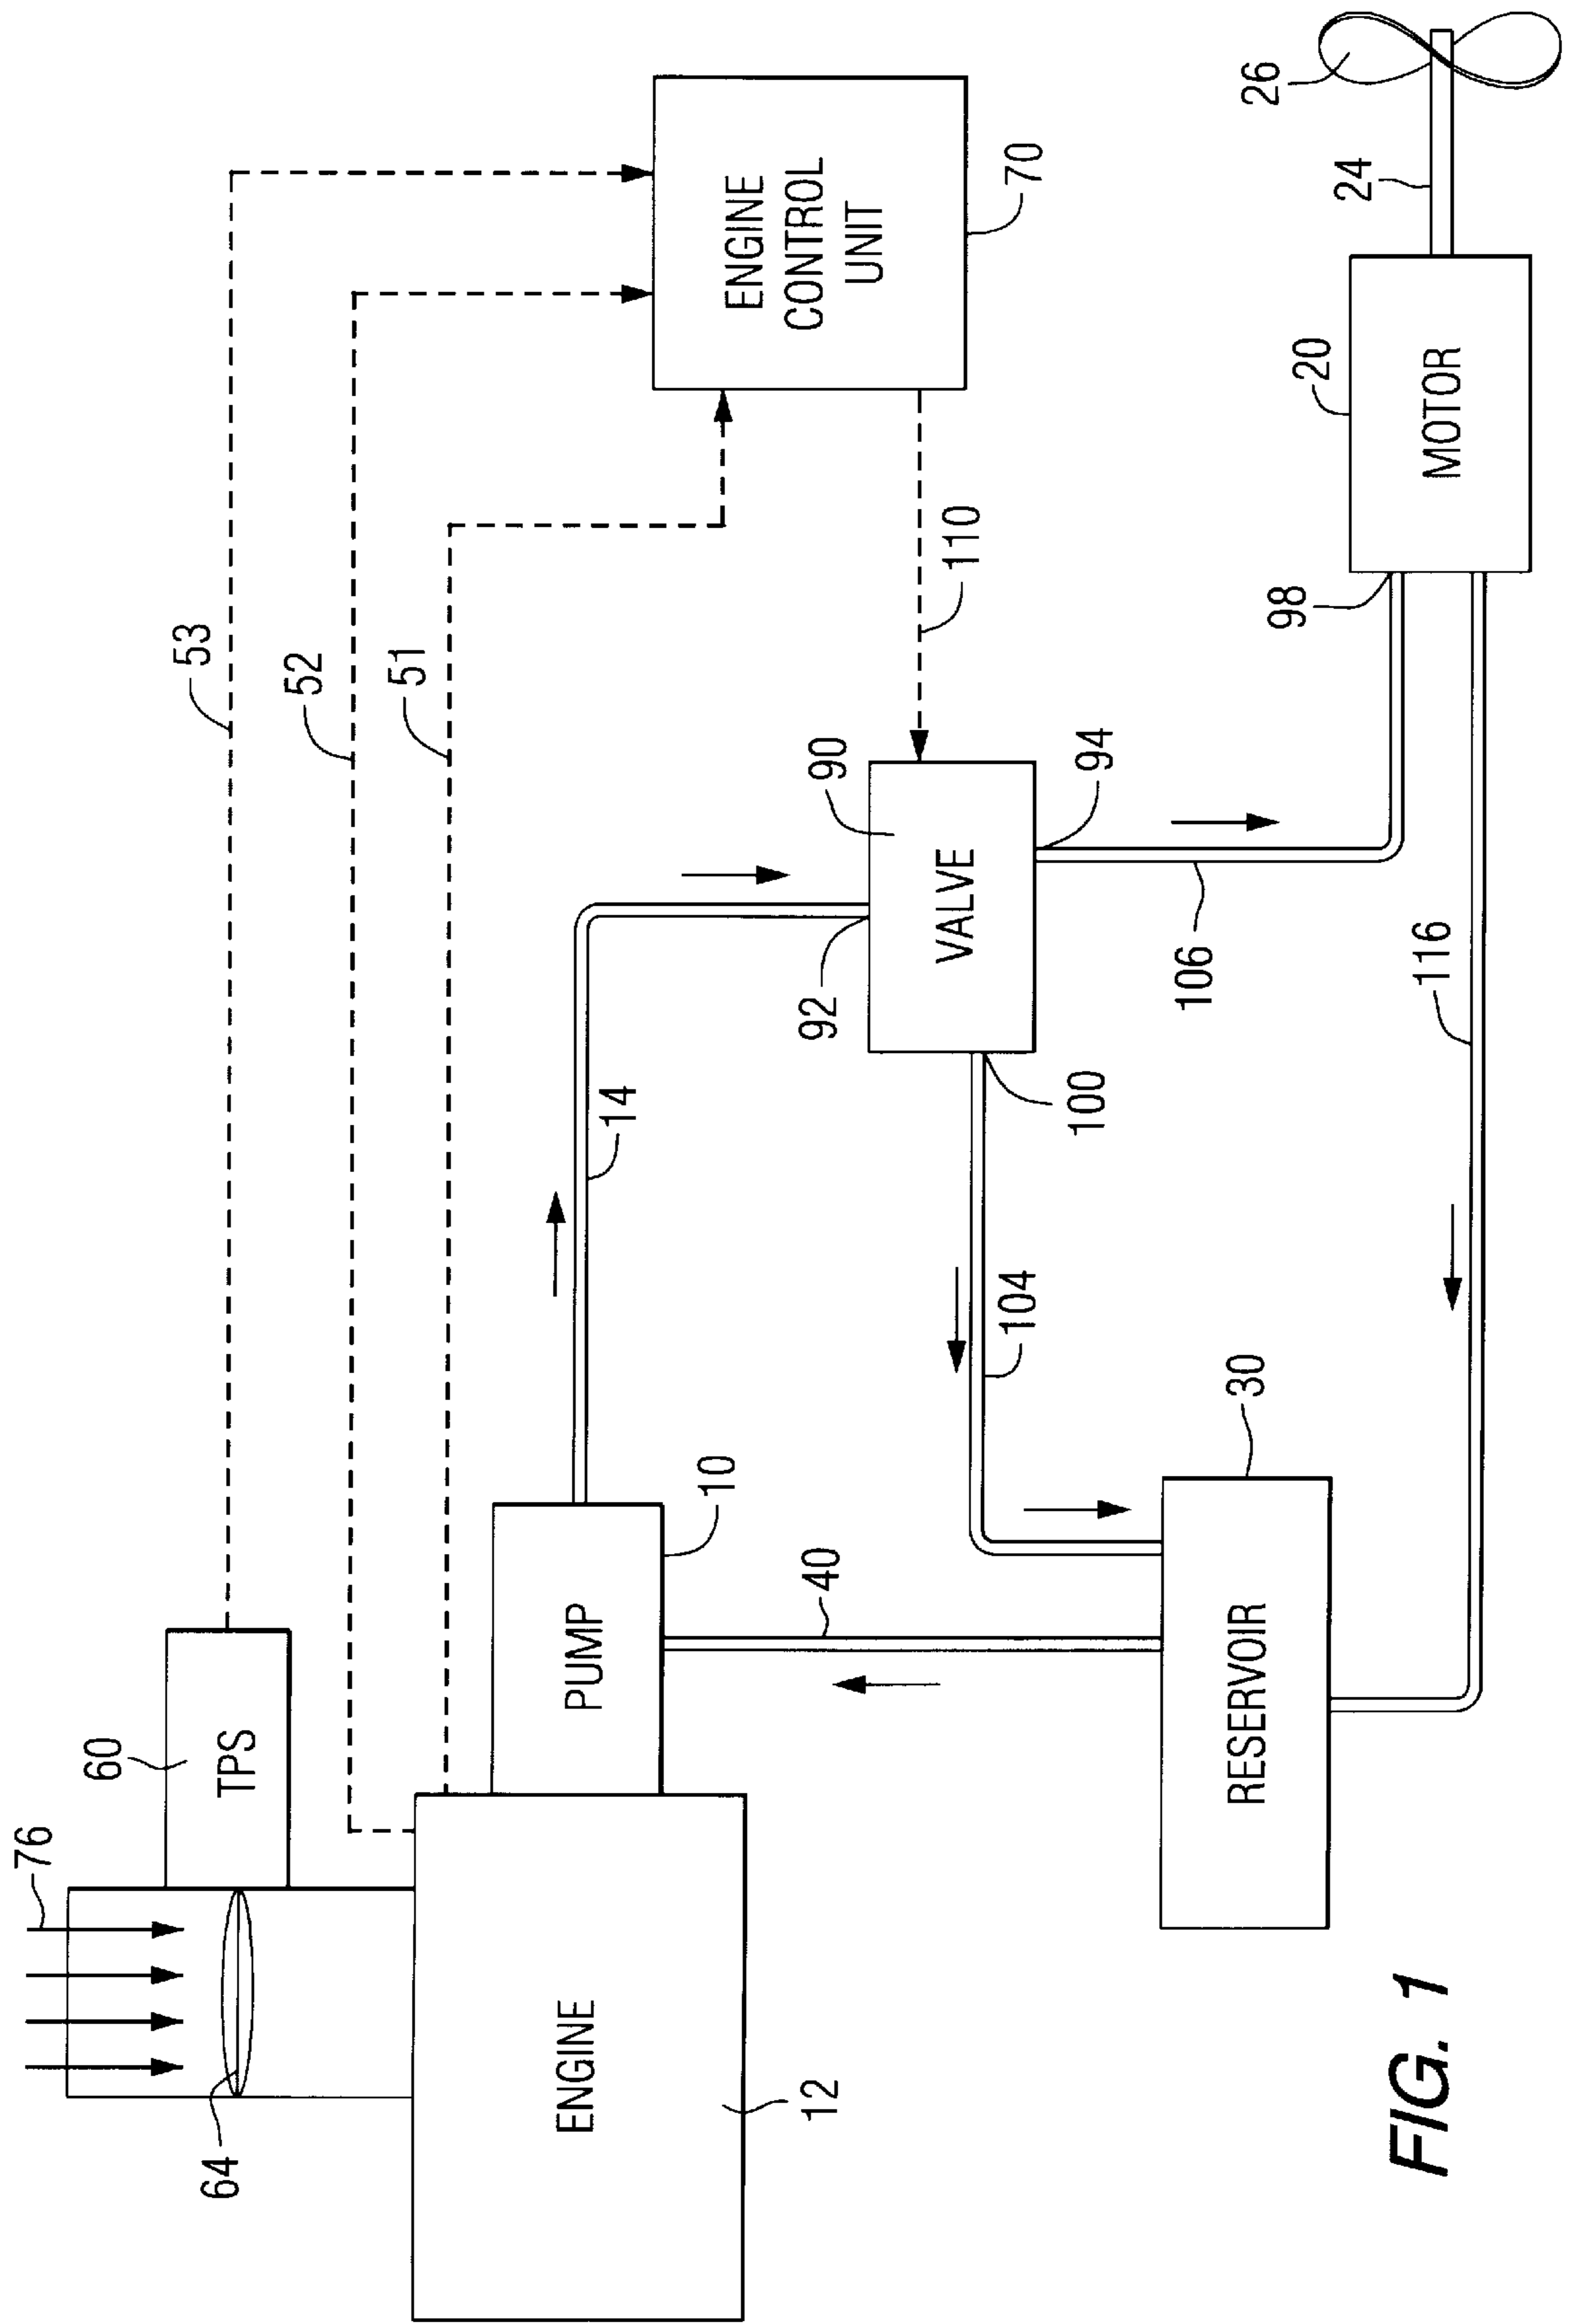 76
60
53
64
TPS
52
51
ENGINE
PUMP
14
10
ENGINE
CONTROL
UNIT
12
40
92
90
VALVE
110
104
70
100
94
106
RESERVOIR
30
26
98
20
24
116
MOTOR
FIG. 1